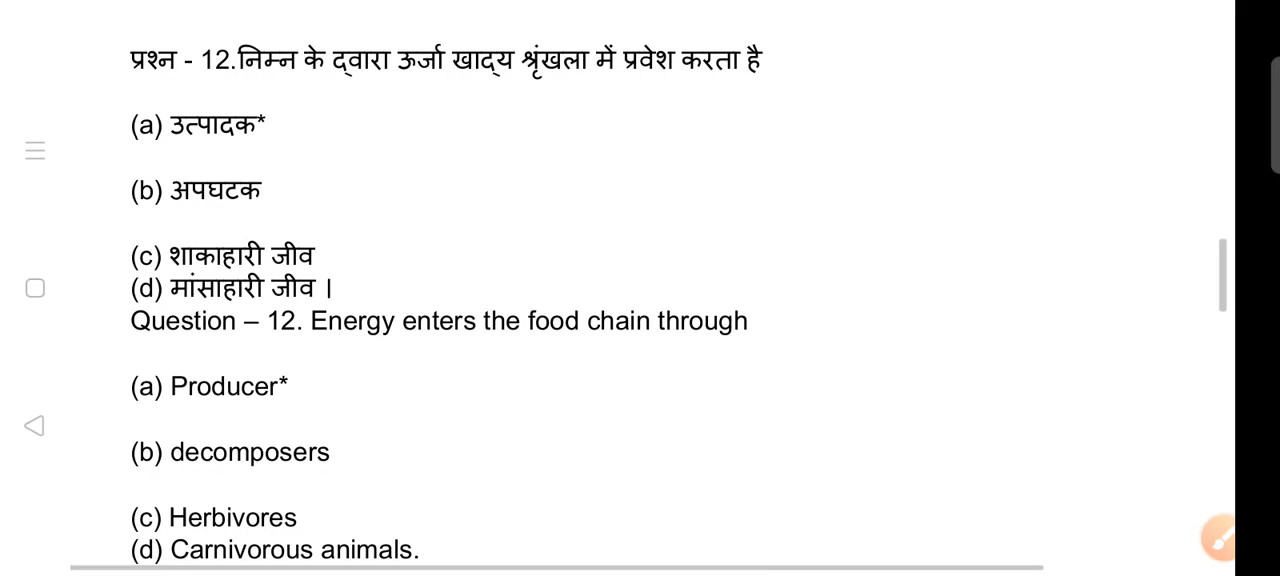 प्रश्न - 12.निम्न के द्वारा ऊर्जा खाद्य श्रृंखला में प्रवेश करता है
(a) उत्पादक*
(b) अपघटक
(c) शाकाहारी जीव
(d) मांसाहारी जीव ।
Question – 12. Energy enters the food chain through
(a) Producer*
(b) decomposers
(c) Herbivores
(d) Carnivorous animals.